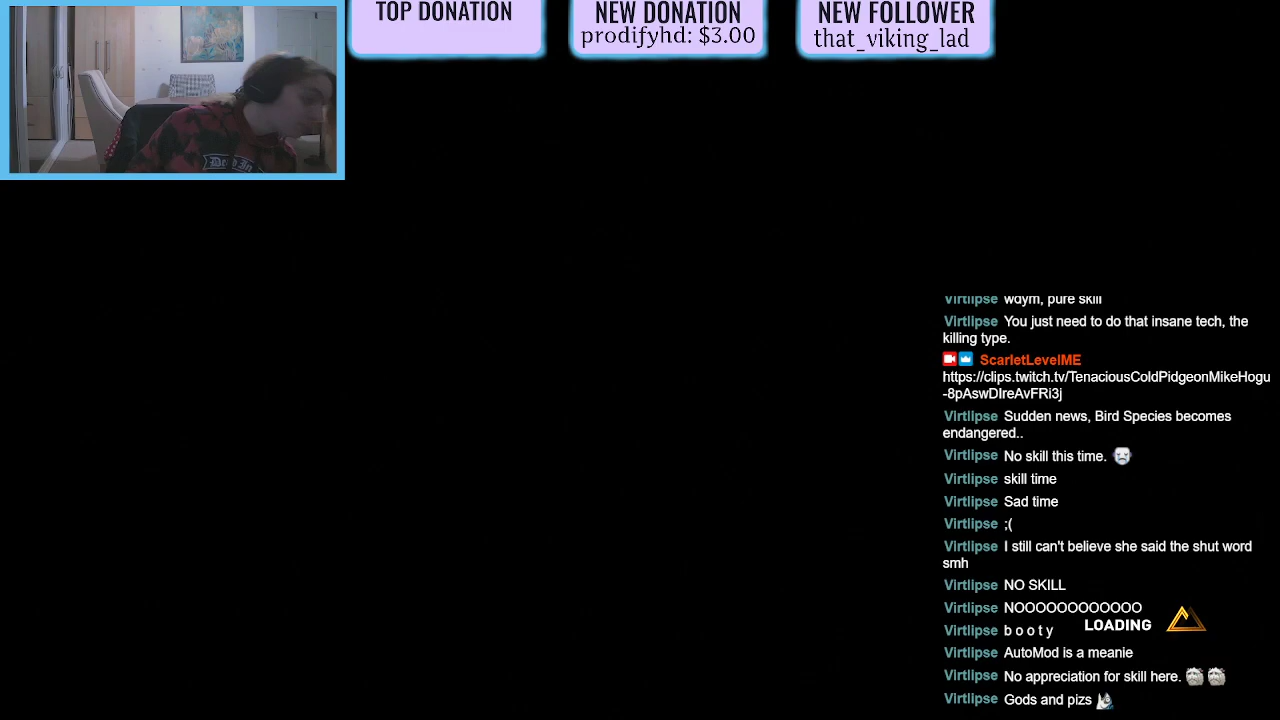 TOP DONATION
NEW DONATION
prodifyhd: $3.00
NEW FOLLOWER
that_viking_lad
Virtlipse wdym, pure skill
Virtlipse You just need to do that insane tech, the
killing type.
ScarletLevelME
https://clips.twitch.tv/TenaciousColdPidgeonMikeHogu
-8pAswDIreAvFRi3j
Virtlipse Sudden news, Bird Species becomes
endangered..
Virtlipse No skill this time.
Virtlipse skill time
Virtlipse Sad time
Virtlipse ;(
Virtlipse I still can't believe she said the shut word
smh
Virtlipse NO SKILL
Virtlipse NOOOOOOOOOOOO
LOADING
Virtlipse b o o t y
Virtlipse AutoMod is a meanie
Virtlipse No appreciation for skill here.
Virtlipse Gods and pizs